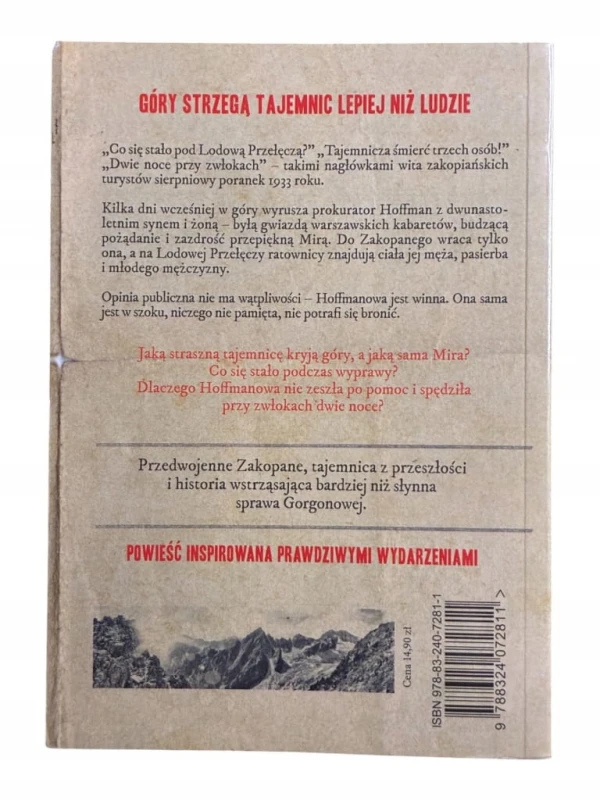 GÓRY STRZEGĄ TAJEMNIC LEPIEJ NIŻ LUDZIE
„Co się stało pod Lodową Przełęczą?” „Tajemnicza śmierć trzech osób!”
„Dwie noce przy zwłokach” – takimi nagłówkami wita zakopiańskich
turystów sierpniowy poranek 1933 roku.
Kilka dni wcześniej w góry wyrusza prokurator Hoffman z dwunasto-
letnim synem i żoną – byłą gwiazdą warszawskich kabaretów, budzącą
pożądanie i zazdrość przepiękną Mirą. Do Zakopanego wraca tylko
ona, a na Lodowej Przełęczy ratownicy znajdują ciała jej męża, pasierba
i młodego mężczyzny.
Opinia publiczna nie ma wątpliwości – Hoffmanowa jest winna. Ona sama
jest w szoku, niczego nie pamięta, nie potrafi się bronić.
Jaką straszną tajemnicę kryją góry, a jaką sama Mira?
Co się stało podczas wyprawy?
Dlaczego Hoffmanowa nie zeszła po pomoc i spędziła
przy zwłokach dwie noce?
Przedwojenne Zakopane, tajemnica z przeszłości
i historia wstrząsająca bardziej niż słynna
sprawa Gorgonowej.
POWIEŚĆ INSPIROWANA PRAWDZIWYMI WYDARZENIAMI
Cena 14,90 zł
ISBN 978-83-240-7281-1
9 788324 072811 >